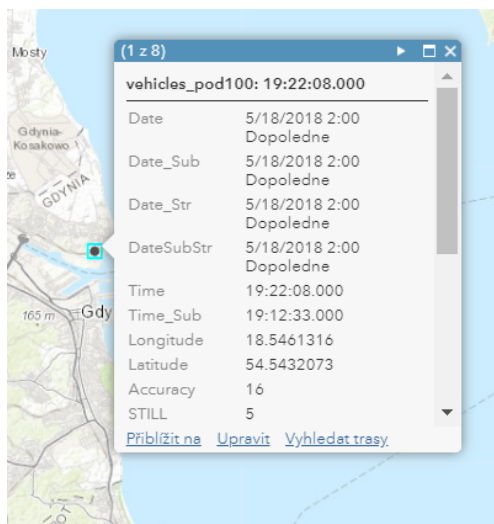 Mosty
Gdynia-
Kosakowo
GDYNIA
165 m
Gdy
(1 z 8)
vehicles_pod100: 19:22:08.000
Date 5/18/2018 2:00
Dopoledne
Date_Sub 5/18/2018 2:00
Dopoledne
Date_Str 5/18/2018 2:00
Dopoledne
DateSubStr 5/18/2018 2:00
Dopoledne
Time 19:22:08.000
Time_Sub 19:12:33.000
Longitude 18.5461316
Latitude 54.5432073
Accuracy 16
STILL 5
Přiblížit na Upravit Vyhledat trasy